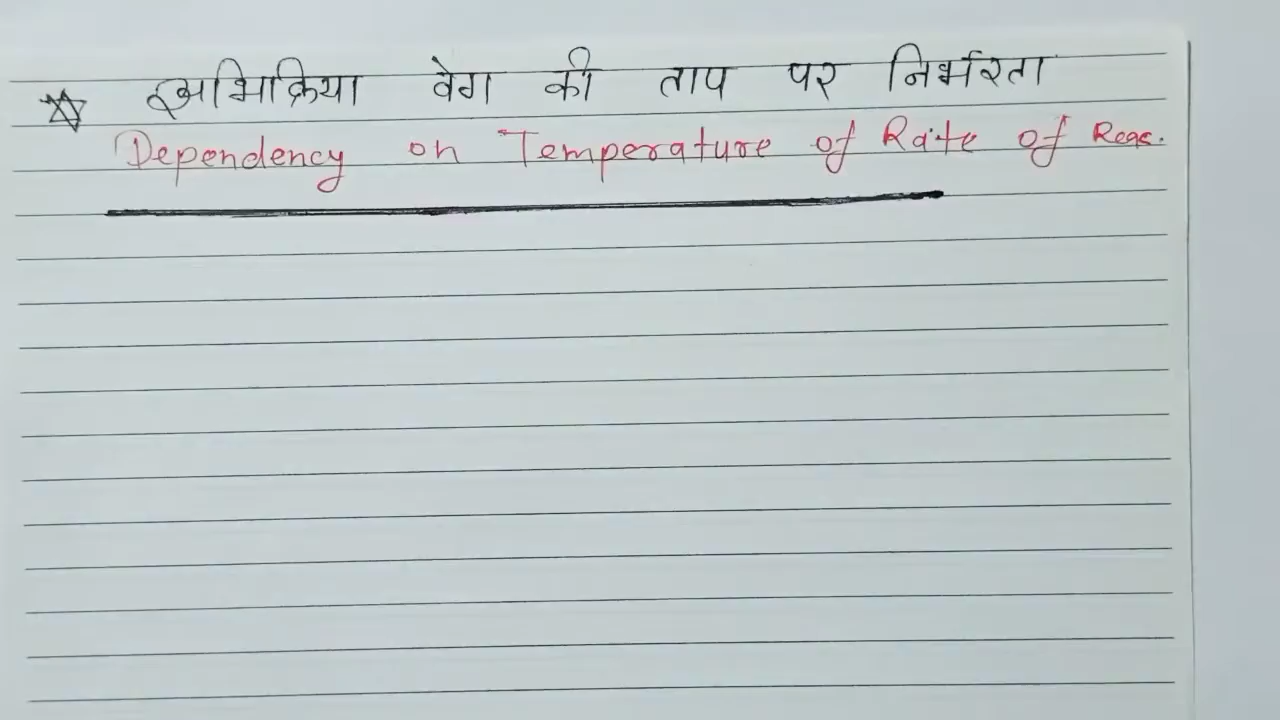 अभिक्रिया वेग की ताप पर निर्भरता
Dependency on Temperature of Rate of Reac.